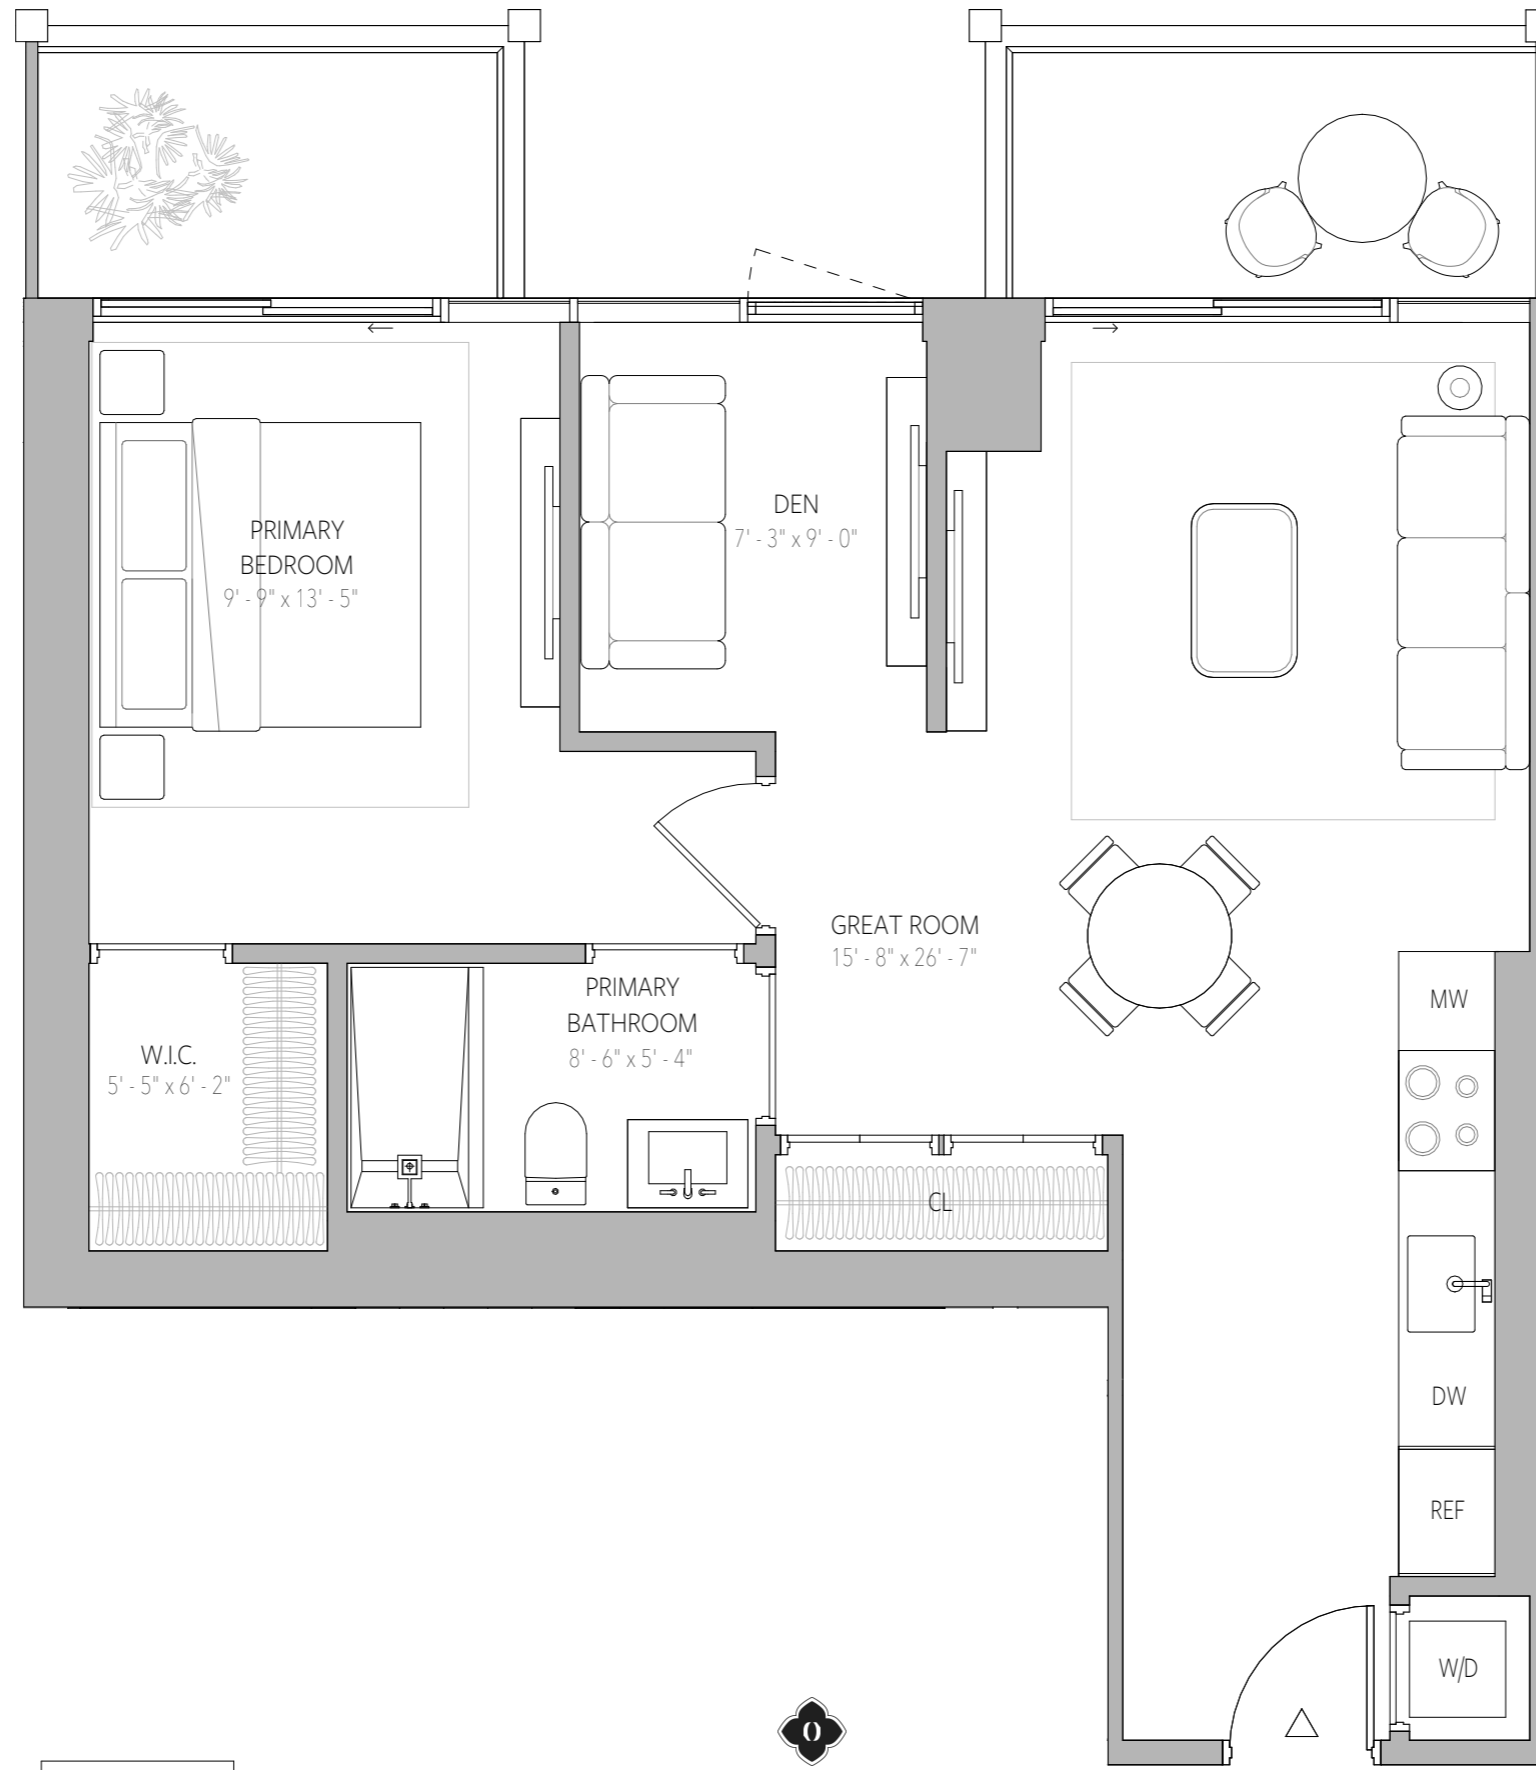 DEN
7' - 3" x 9' - 0"
PRIMARY
BEDROOM
9' - 9" x 13' - 5"
GREAT ROOM
15' - 8" x 26' - 7"
PRIMARY
BATHROOM
8' - 6" x 5' - 4"
MW
W.I.C.
5' - 5" x 6' - 2"
CL
DW
REF
W/D
0